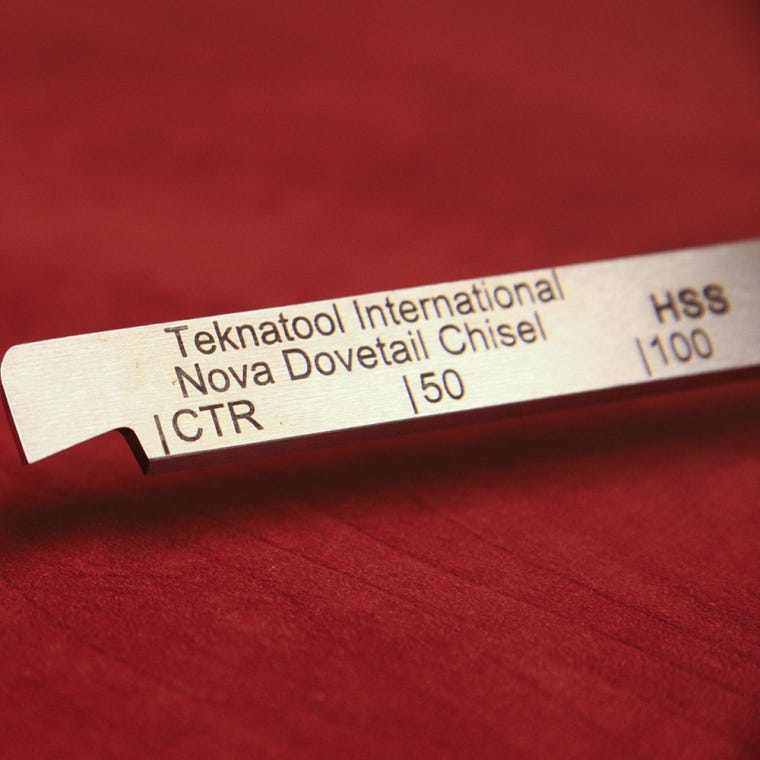 Teknatool International
Nova Dovetail Chisel
HSS
|CTR |50 |100